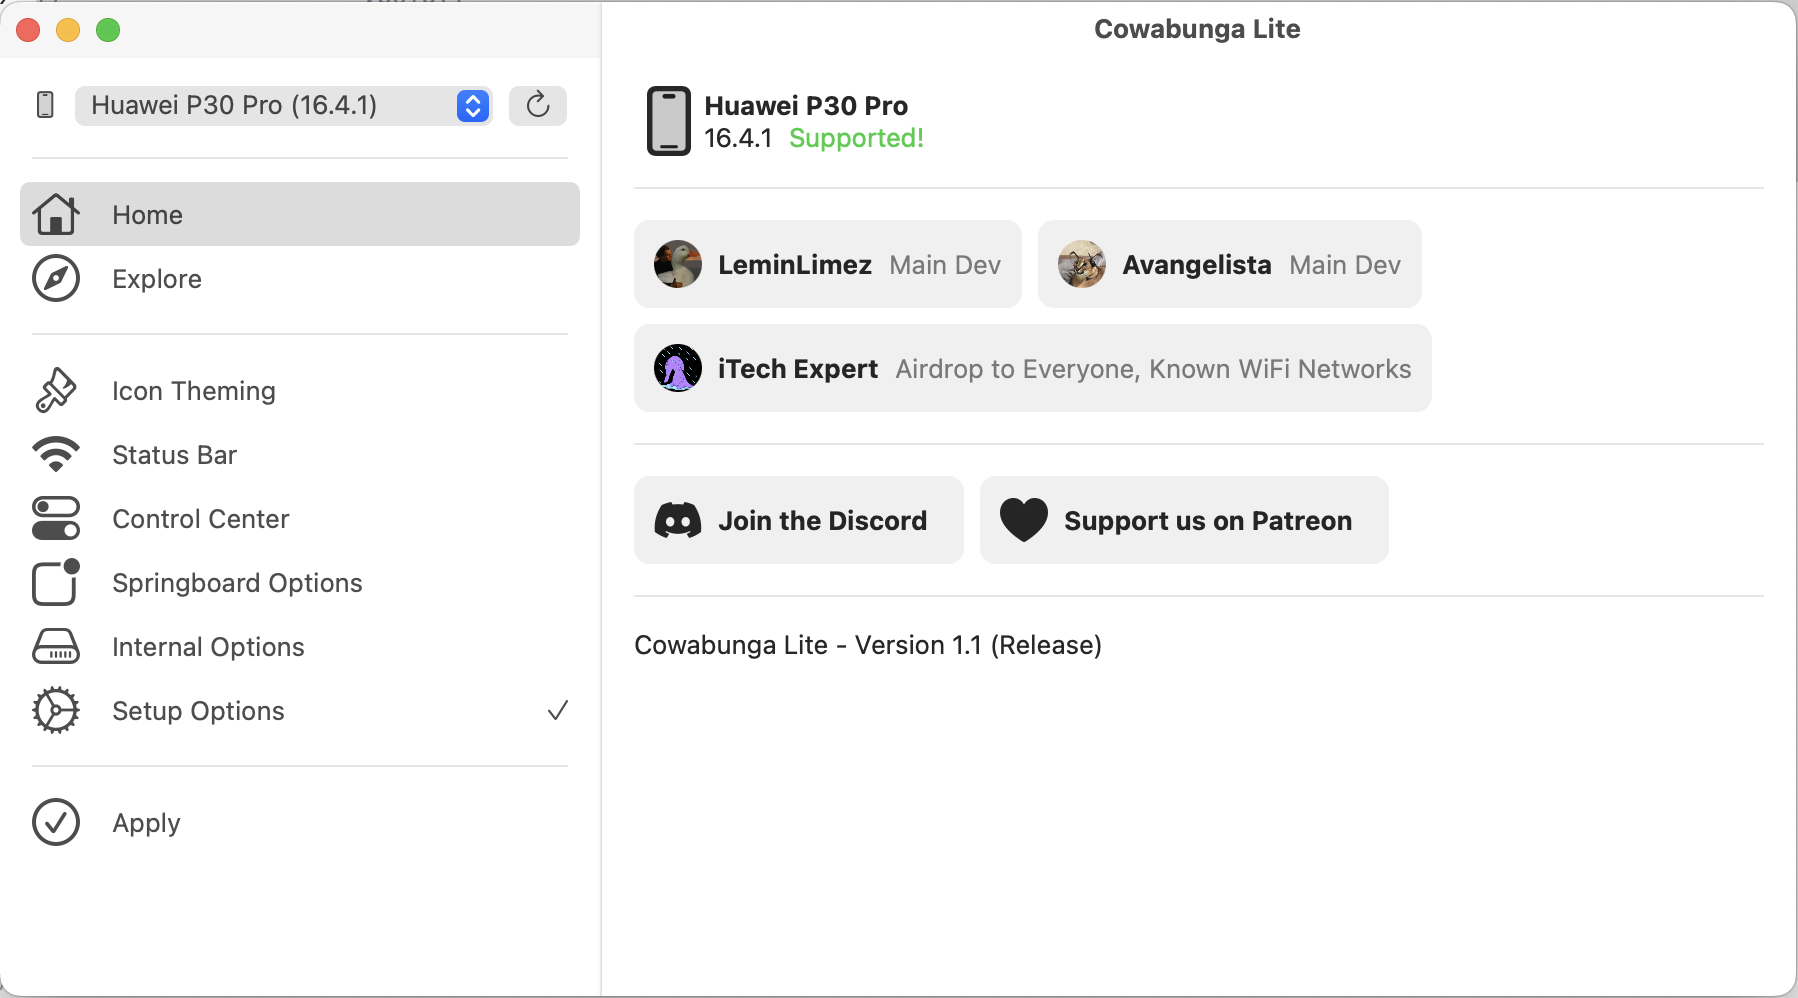 Cowabunga Lite
Huawei P30 Pro (16.4.1)
Home
Explore
Icon Theming
Status Bar
Control Center
Springboard Options
Internal Options
Setup Options
Apply
Huawei P30 Pro
16.4.1 Supported!
LeminLimez Main Dev
Avangelista Main Dev
iTech Expert Airdrop to Everyone, Known WiFi Networks
Join the Discord
Support us on Patreon
Cowabunga Lite - Version 1.1 (Release)